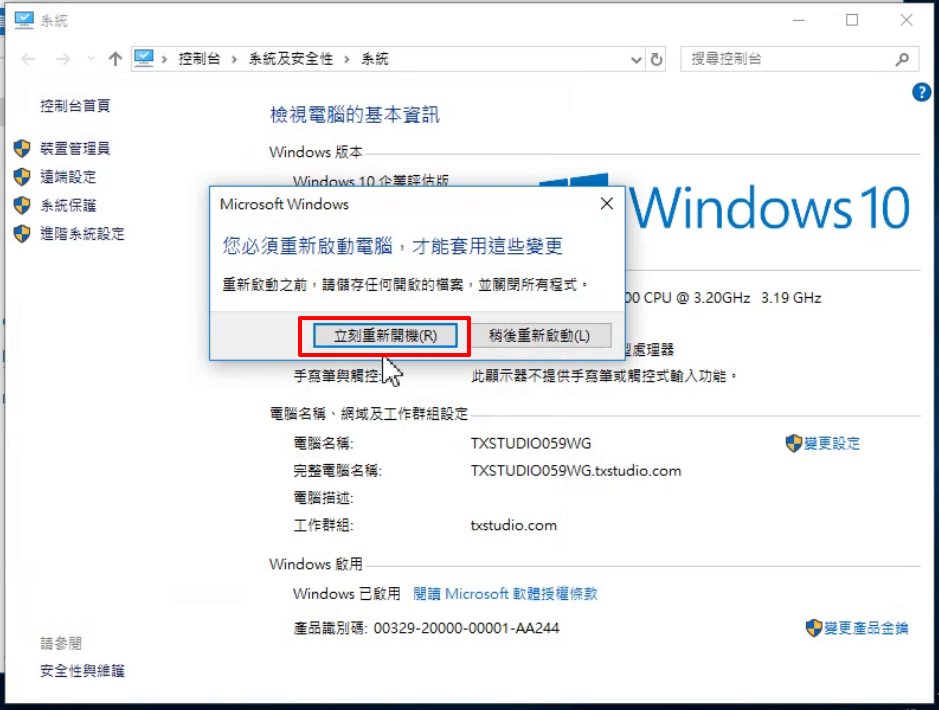 系統
控制台 › 系統及安全性 › 系統
搜尋控制台
控制台首頁
裝置管理員
遠端設定
系統保護
進階系統設定
檢視電腦的基本資訊
Windows 版本
Windows 10 企業評估版
Windows 10
Microsoft Windows
您必須重新啟動電腦，才能套用這些變更
重新啟動之前，請儲存任何開啟的檔案，並關閉所有程式。
立刻重新開機(R)
稍後重新啟動(L)
00 CPU @ 3.20GHz 3.19 GHz
型處理器
手寫筆與觸控:
此顯示器不提供手寫筆或觸控式輸入功能。
電腦名稱、網域及工作群組設定
電腦名稱: TXSTUDIO059WG
變更設定
完整電腦名稱: TXSTUDIO059WG.txstudio.com
電腦描述:
工作群組: txstudio.com
Windows 啟用
Windows 已啟用 閱讀 Microsoft 軟體授權條款
產品識別碼: 00329-20000-00001-AA244
變更產品金鑰
請參閱
安全性與維護